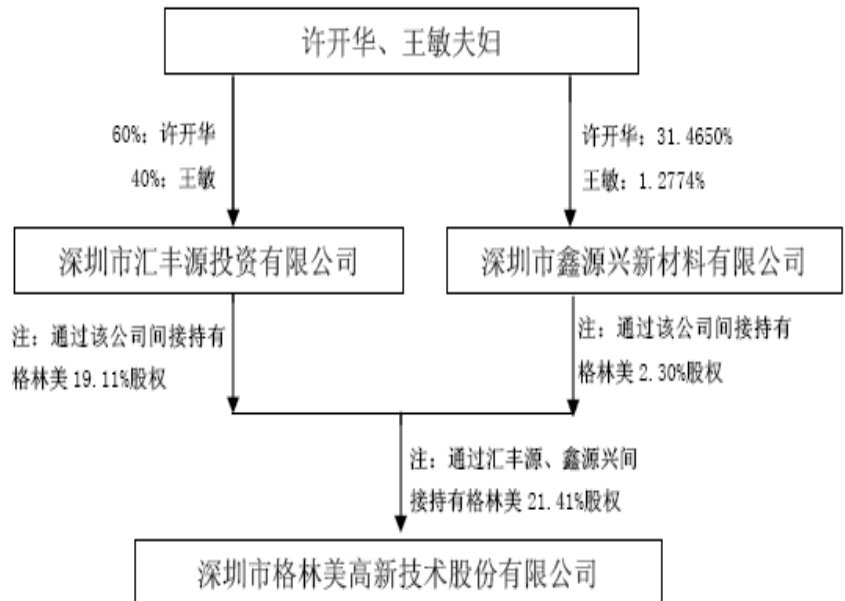 许开华、王敏夫妇
60%：许开华
40%：王敏
许开华：31.4650%
王敏：1.2774%
深圳市汇丰源投资有限公司
深圳市鑫源兴新材料有限公司
注：通过该公司间接持有
格林美 19.11%股权
注：通过该公司间接持有
格林美 2.30%股权
注：通过汇丰源、鑫源兴间
接持有格林美 21.41%股权
深圳市格林美高新技术股份有限公司